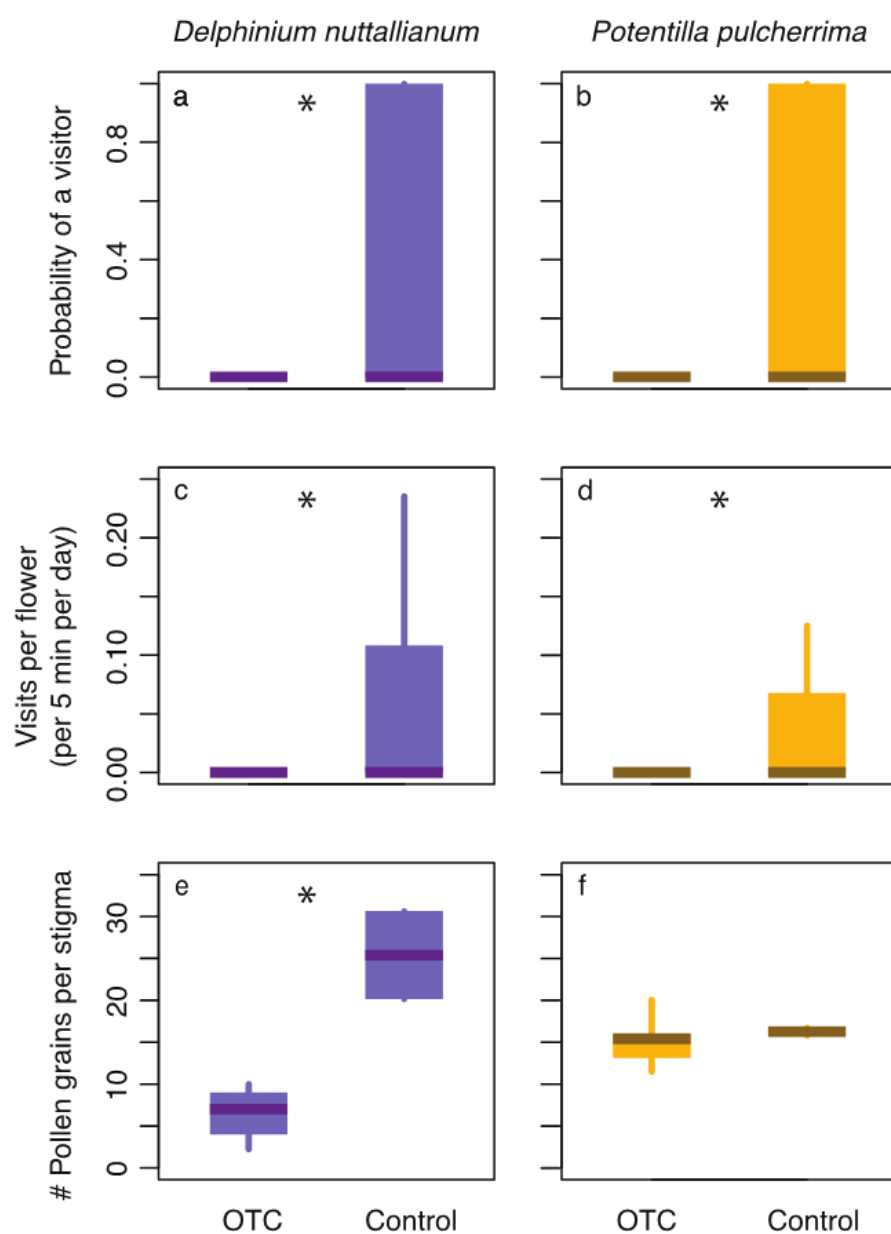 Delphinium nuttallianum
Potentilla pulcherrima
Probability of a visitor
0.0 0.4 0.8
a
*
b
*
Visits per flower
(per 5 min per day)
0.00 0.10 0.20
c
*
d
*
# Pollen grains per stigma
0 10 20 30
e
*
f
OTC Control
OTC Control